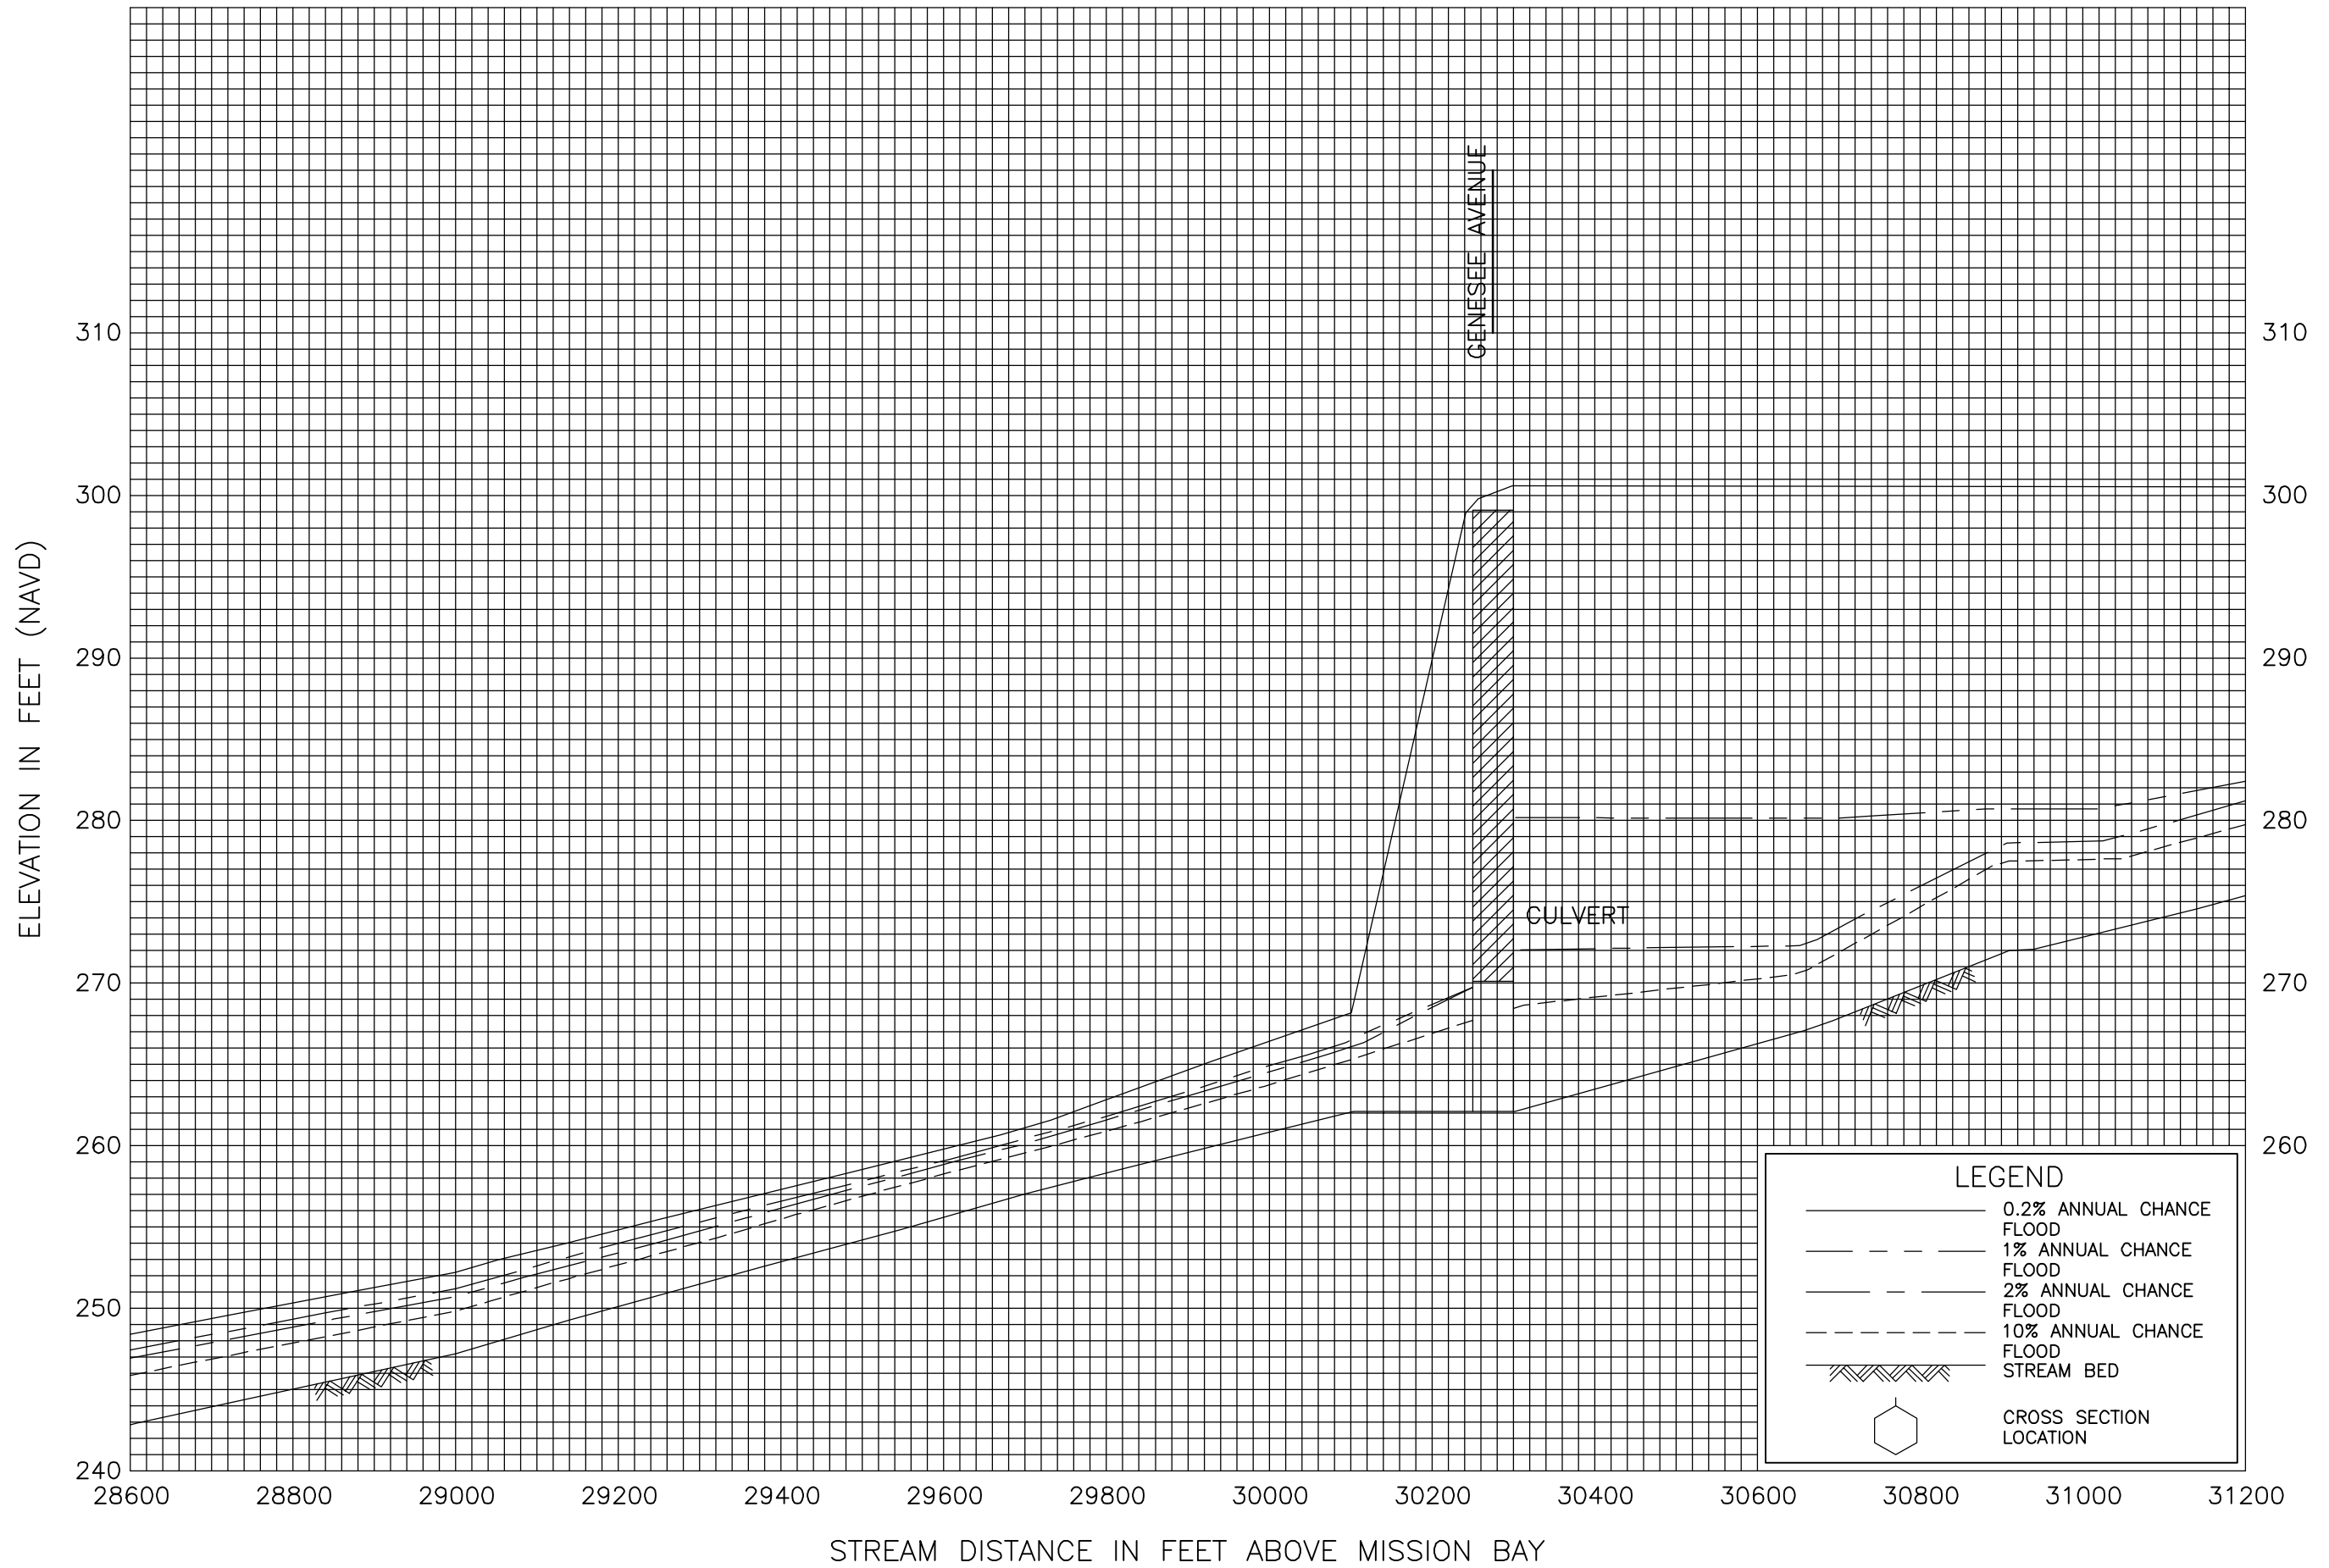 GENESEE AVENUE
310
310
300
300
290
290
280
280
CULVERT
270
270
260
260
250
240
ELEVATION IN FEET (NAVD)
LEGEND
0.2% ANNUAL CHANCE
FLOOD
1% ANNUAL CHANCE
FLOOD
2% ANNUAL CHANCE
FLOOD
10% ANNUAL CHANCE
FLOOD
STREAM BED
CROSS SECTION
LOCATION
28600 28800 29000 29200 29400 29600 29800 30000 30200 30400 30600 30800 31000 31200
STREAM DISTANCE IN FEET ABOVE MISSION BAY